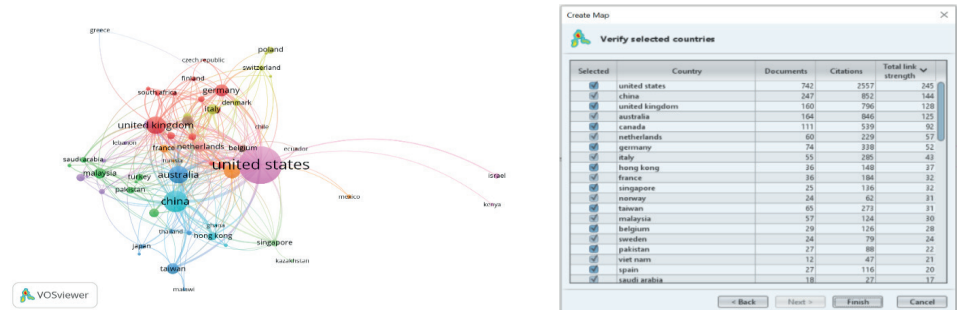 greece
poland
czech republic
switzerland
finland
south africa
germany
denmark
italy
united kingdom
chile
lebanon
france netherlands belgium
ecuador
saudi arabia
united states
malaysia
turkey
australia
israel
pakistan
mexico
china
kenya
ghana
thailand
hong kong
japan
singapore
kazakhstan
taiwan
malawi
VOSviewer
Create Map
Verify selected countries
Selected Country Documents Citations Total link strength
united states 742 2557 245
china 247 852 144
united kingdom 160 796 128
australia 164 846 125
canada 111 539 92
netherlands 60 229 57
germany 74 338 52
italy 55 285 43
hong kong 36 148 37
france 36 184 32
singapore 25 136 32
norway 24 62 31
taiwan 65 273 31
malaysia 57 124 30
belgium 29 126 28
sweden 24 79 24
pakistan 27 88 22
viet nam 12 47 21
spain 27 116 20
saudi arabia 18 27 17
< Back Next > Finish Cancel